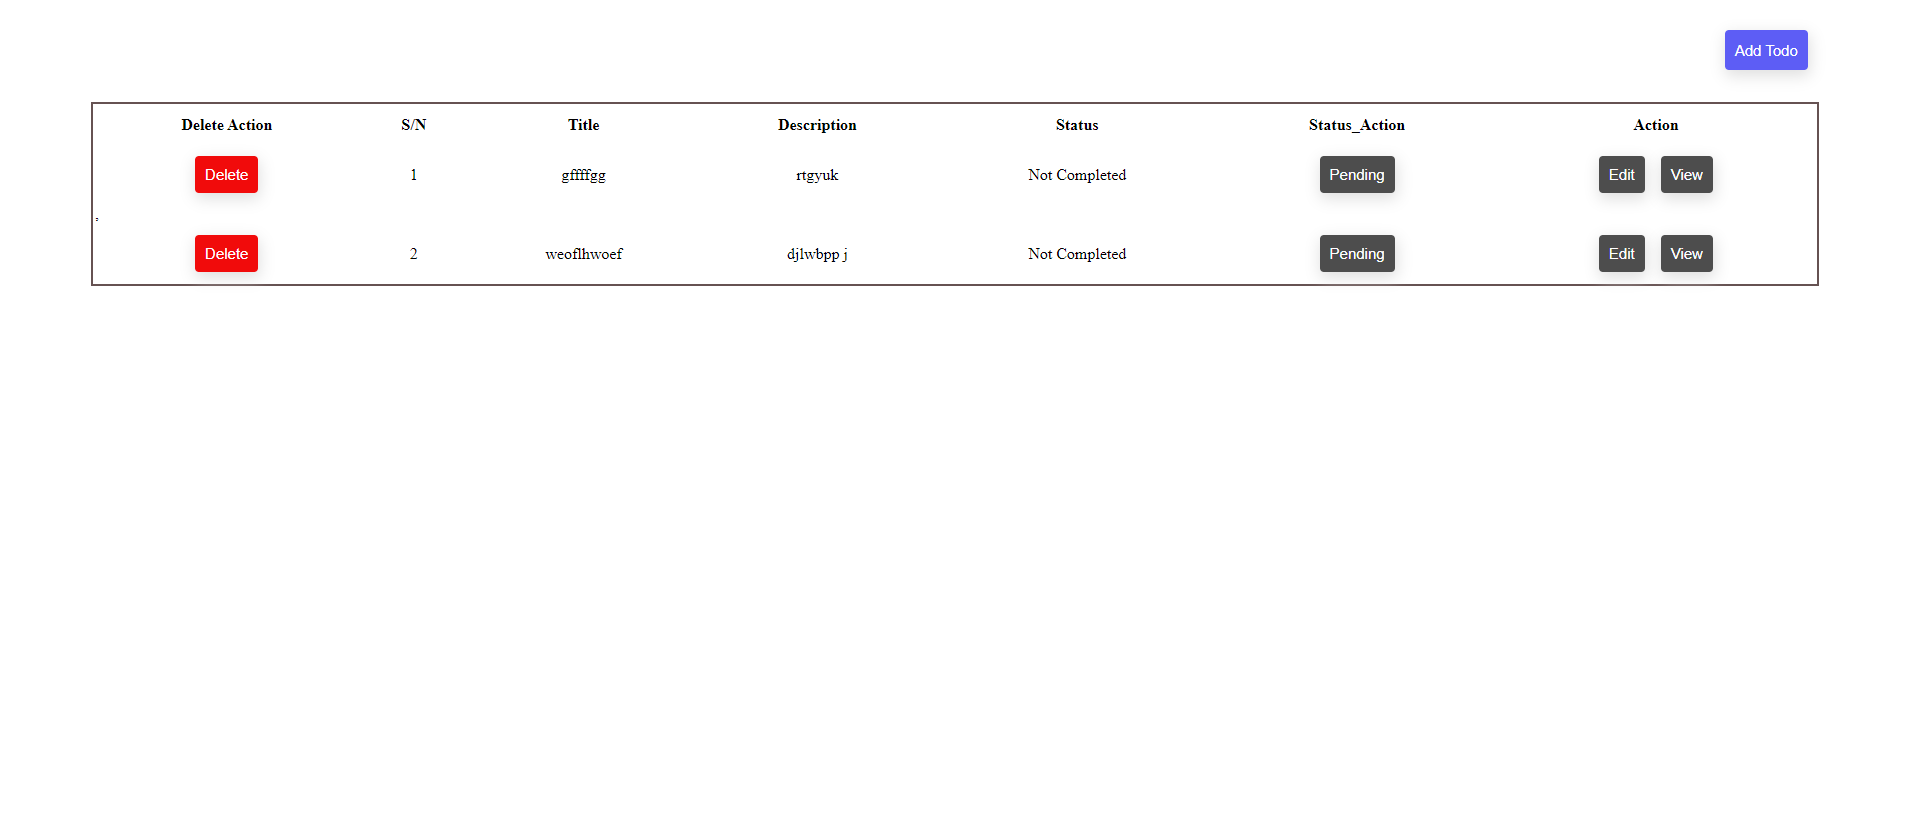 Add Todo
Delete Action S/N Title Description Status Status_Action Action
Delete 1 gffffgg rtgyuk Not Completed Pending Edit View
,
Delete 2 weoflhwoef djlwbpp j Not Completed Pending Edit View